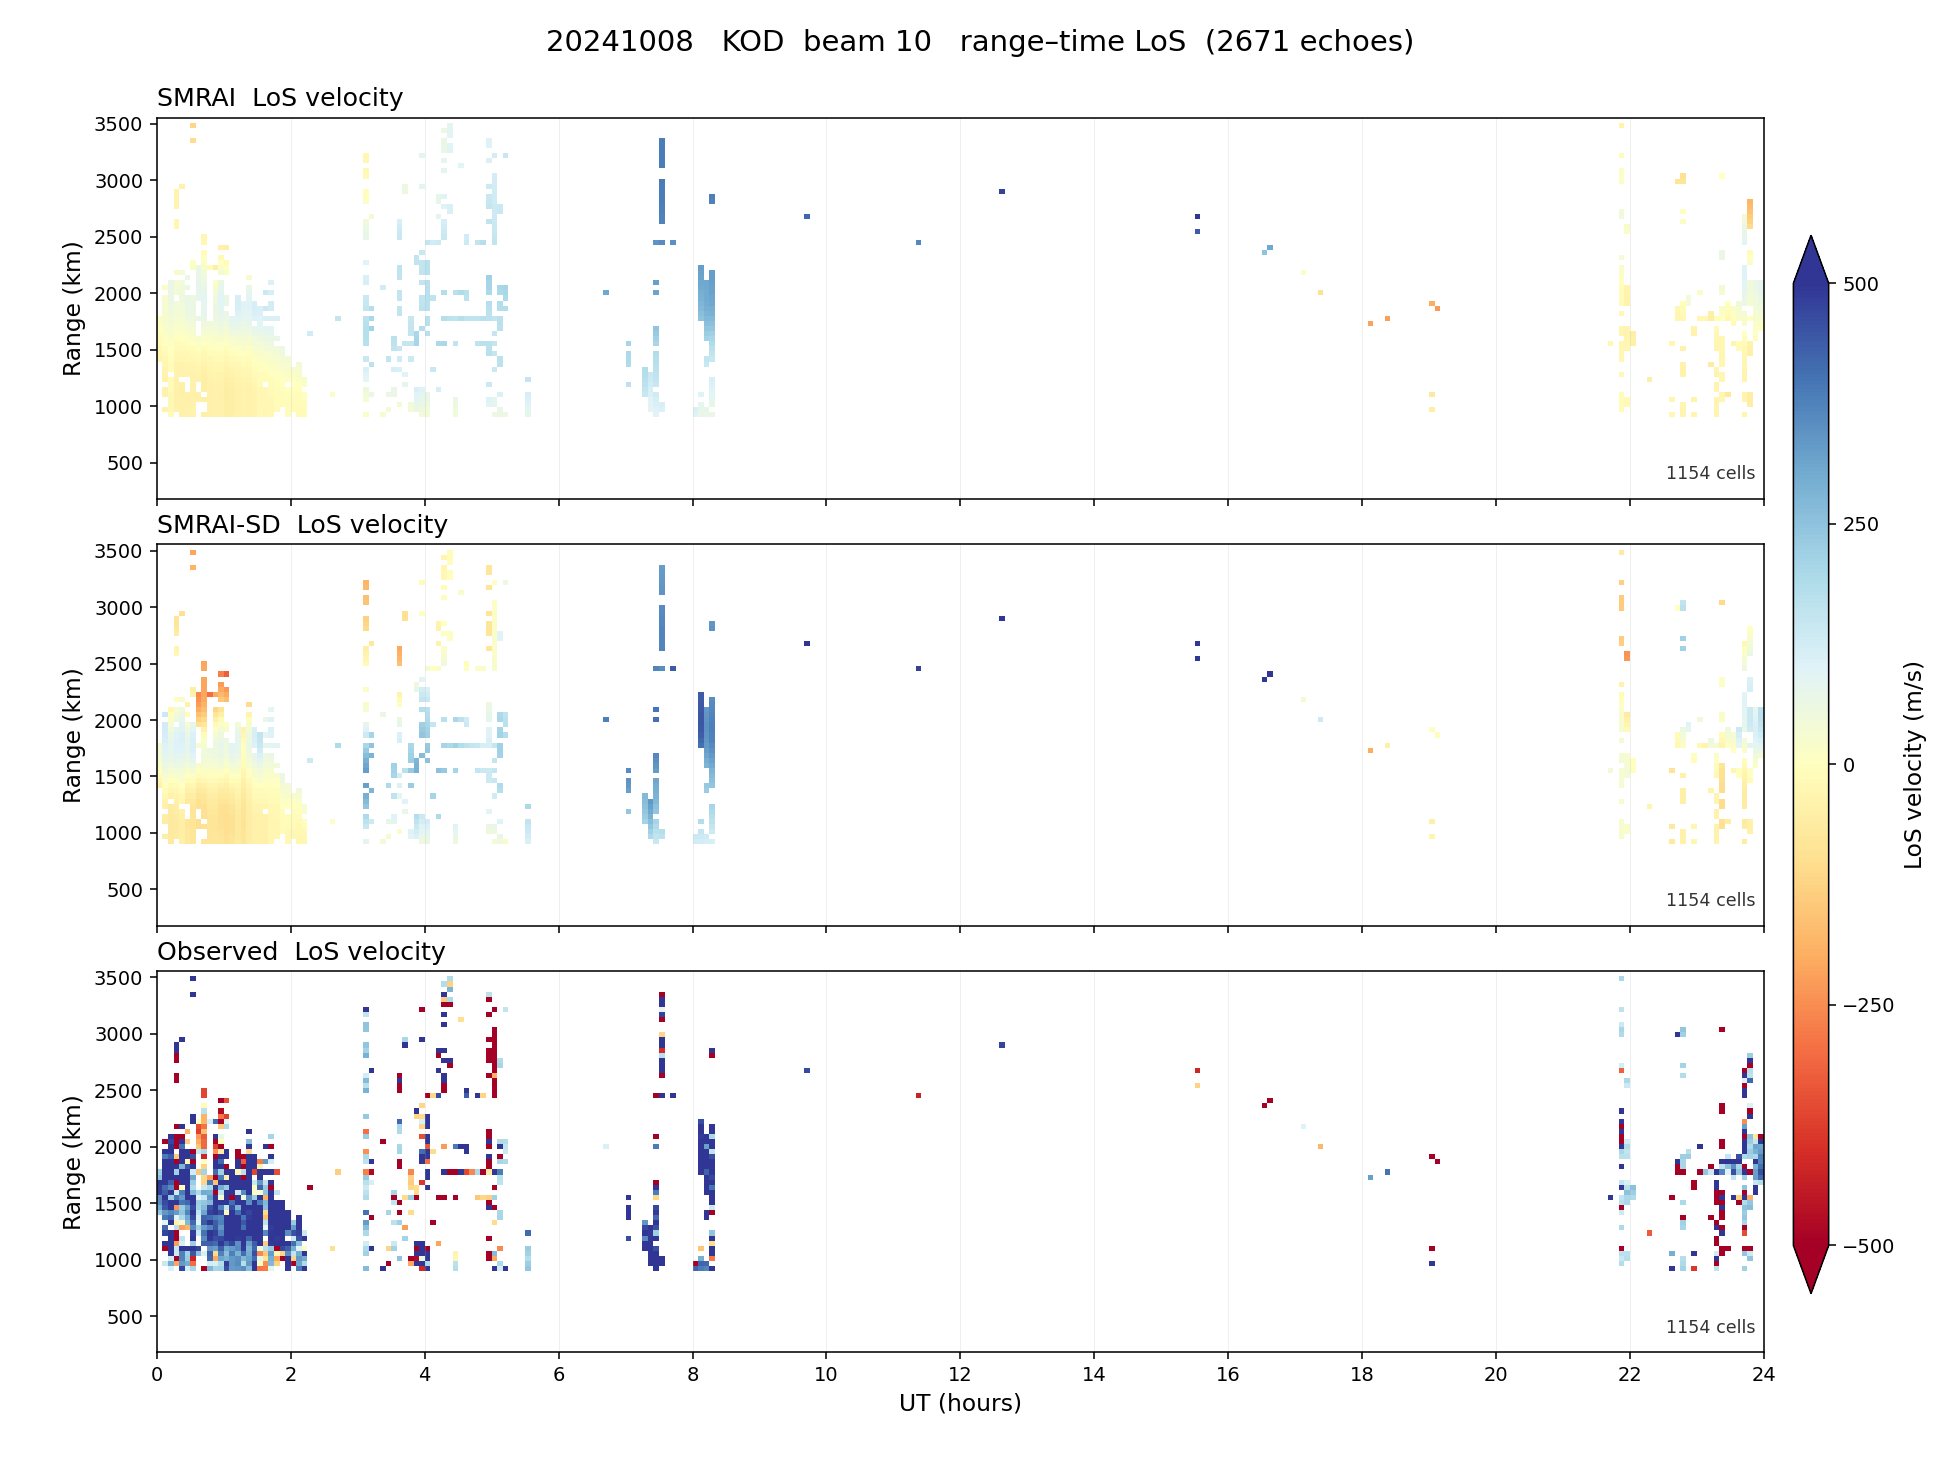 20241008   KOD  beam 10   range–time LoS  (2671 echoes)
SMRAI  LoS velocity
3500
3000
2500
2000
1500
1000
500
Range (km)
1154 cells
SMRAI-SD  LoS velocity
3500
3000
2500
2000
1500
1000
500
Range (km)
1154 cells
Observed  LoS velocity
3500
3000
2500
2000
1500
1000
500
Range (km)
1154 cells
0 2 4 6 8 10 12 14 16 18 20 22 24
UT (hours)
500
250
0
−250
−500
LoS velocity (m/s)